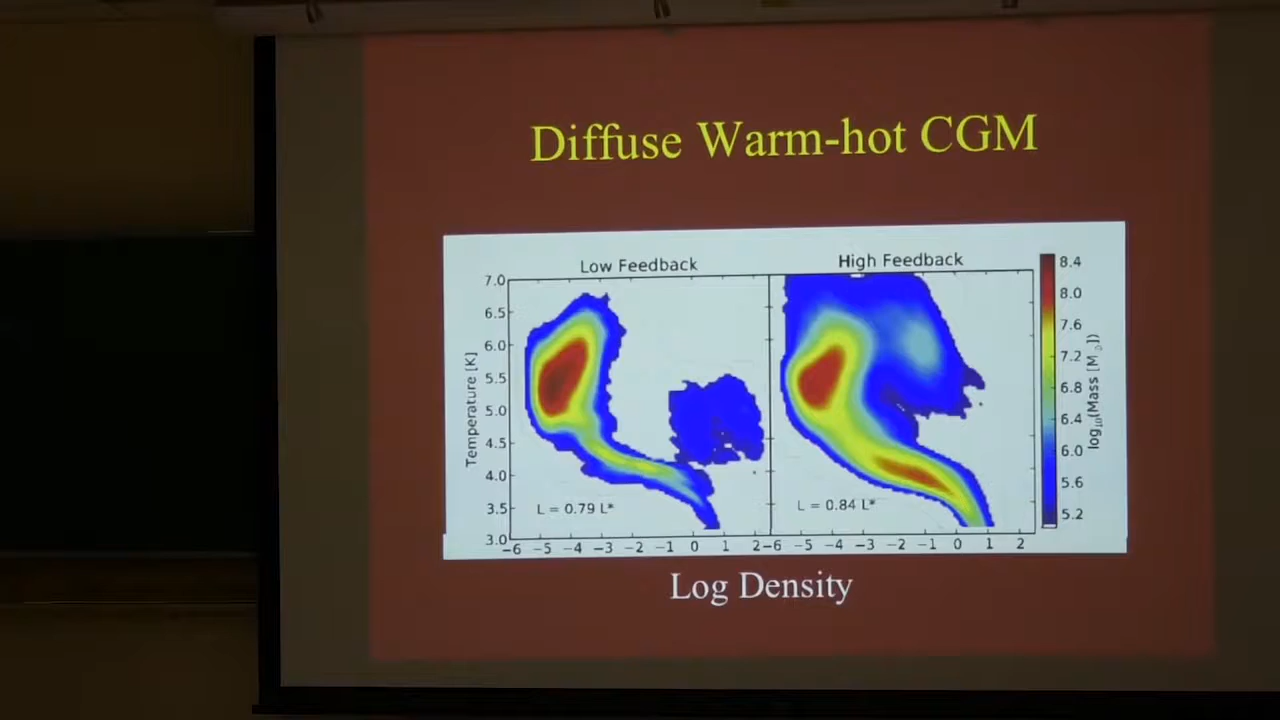 Diffuse Warm-hot CGM
Low Feedback
High Feedback
Temperature [K]
7.0
6.5
6.0
5.5
5.0
4.5
4.0
3.5
3.0
L = 0.79 L*
L = 0.84 L*
−6 −5 −4 −3 −2 −1 0 1 2
−6 −5 −4 −3 −2 −1 0 1 2
8.4
8.0
7.6
7.2
6.8
6.4
6.0
5.6
5.2
log₁₀(Mass [M☉])
Log Density